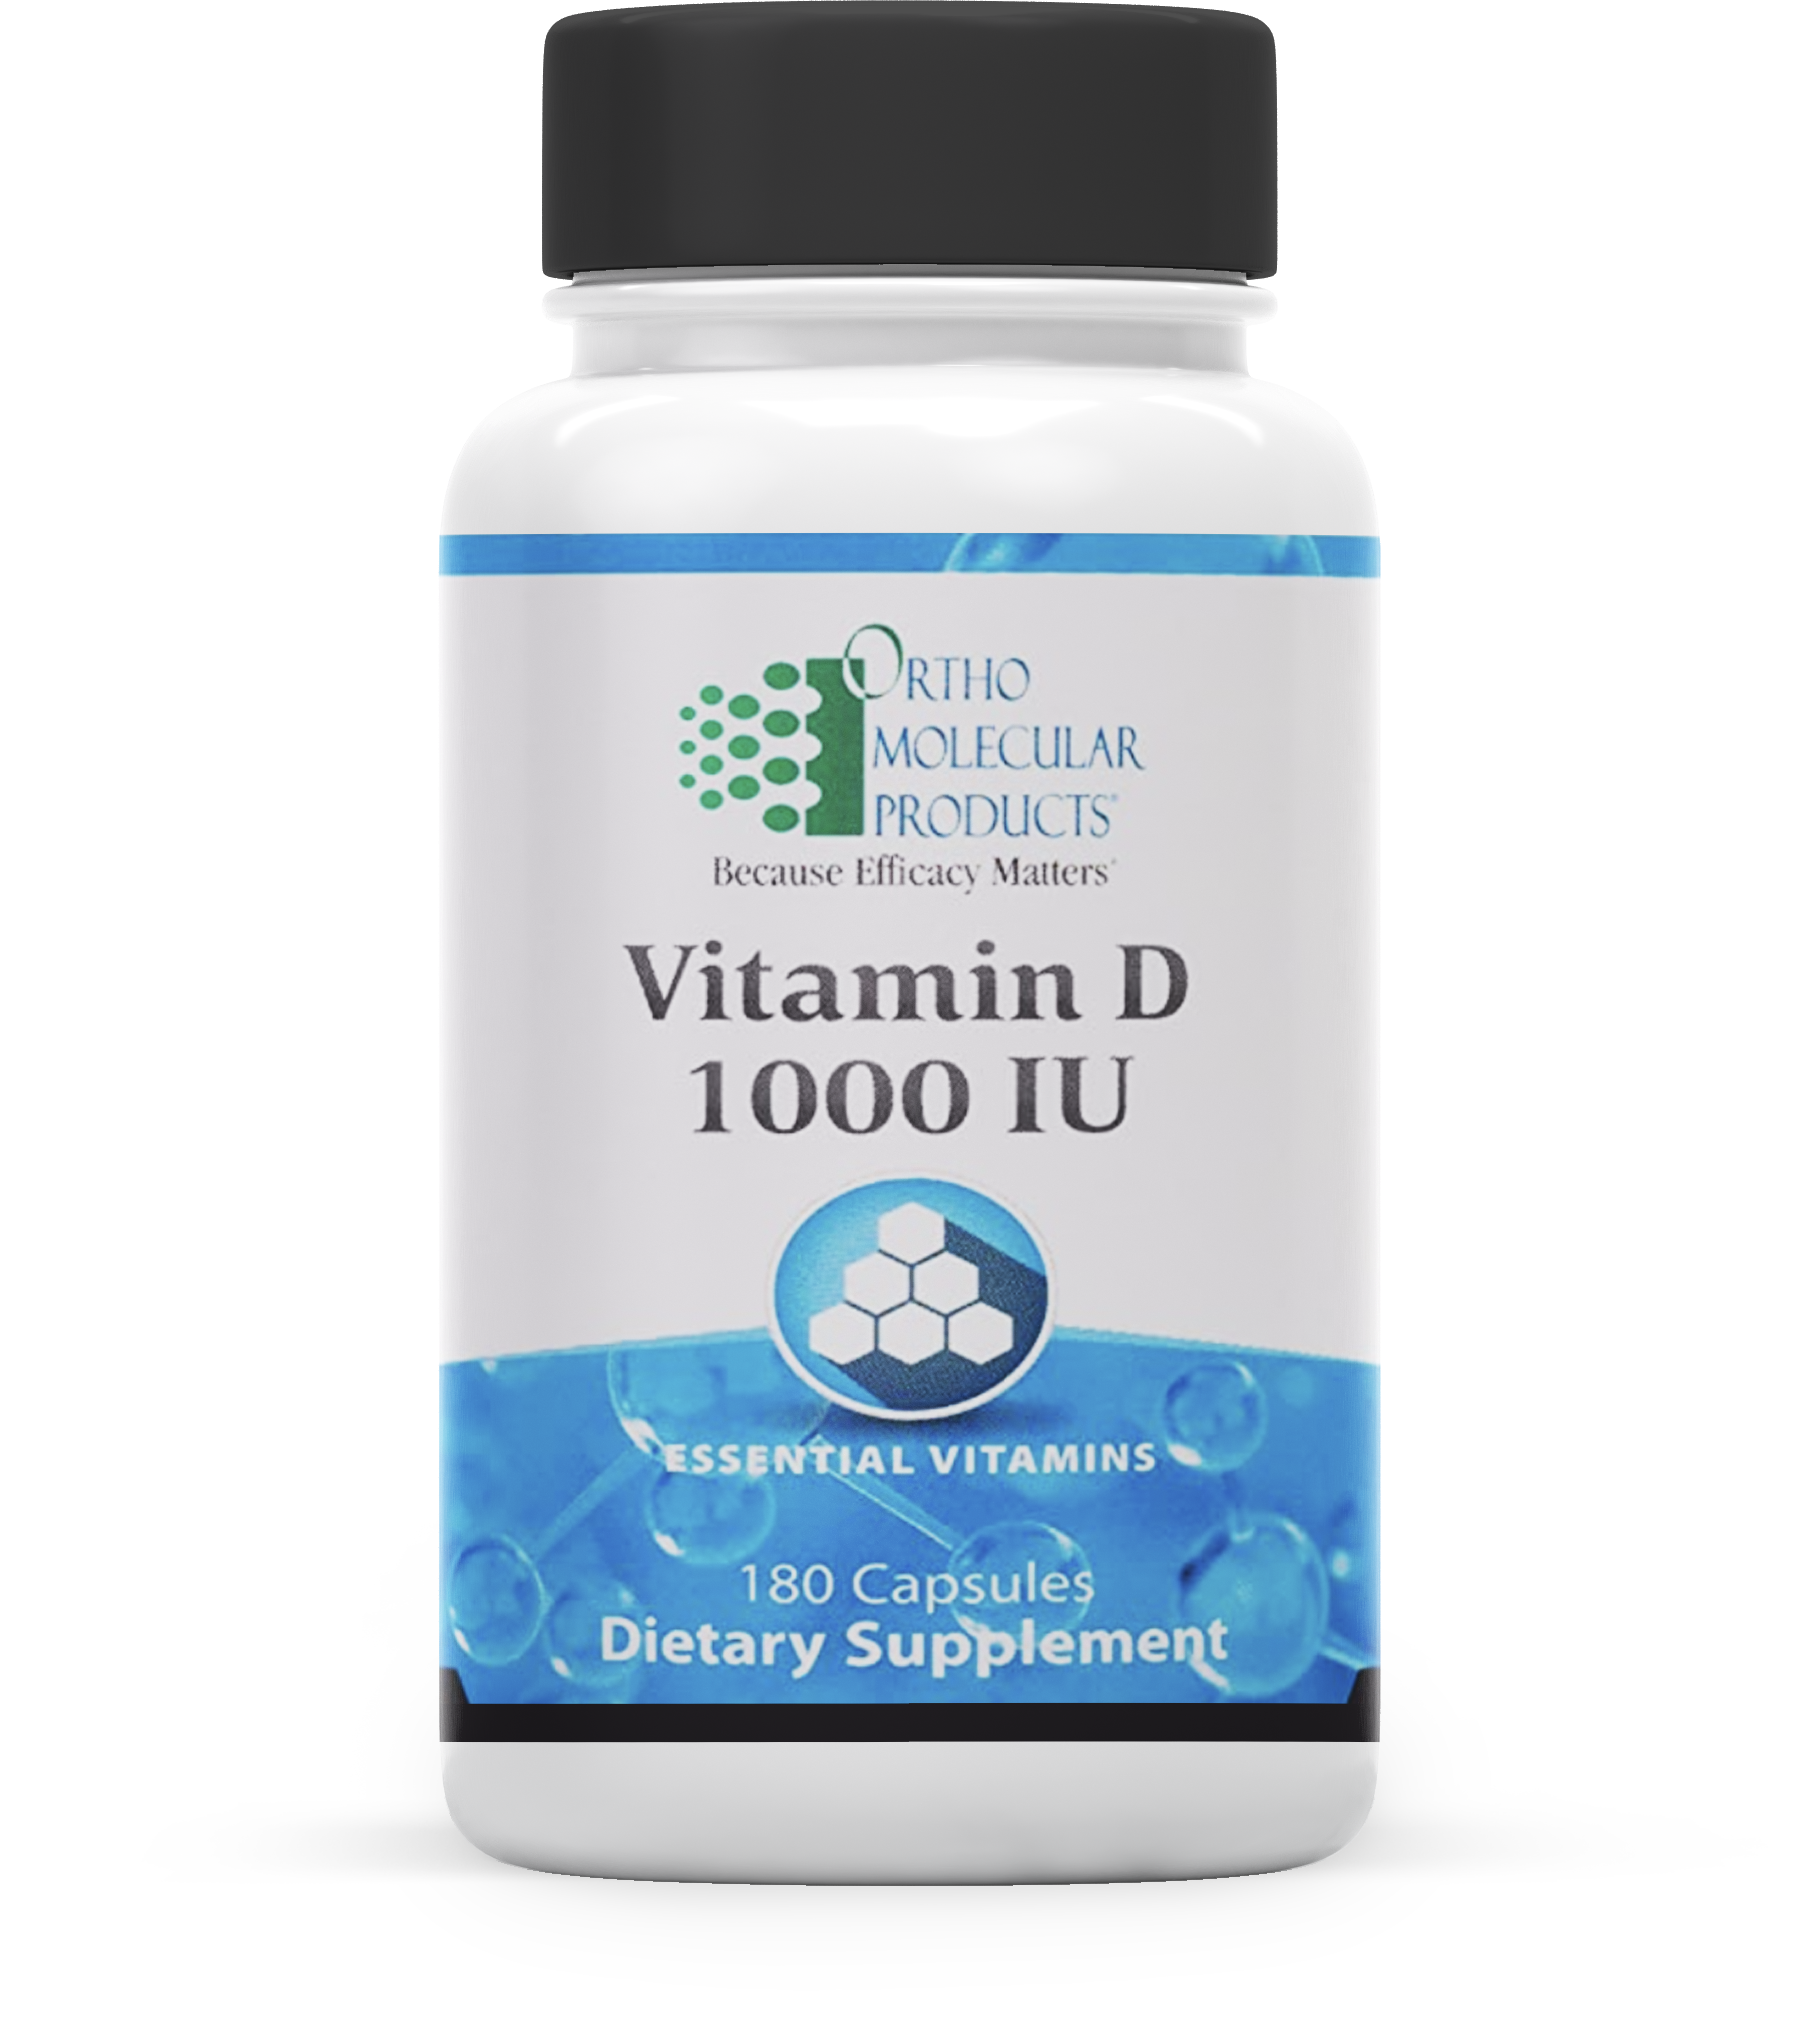 ORTHO
MOLECULAR
PRODUCTS®
Because Efficacy Matters®
Vitamin D
1000 IU
ESSENTIAL VITAMINS
180 Capsules
Dietary Supplement